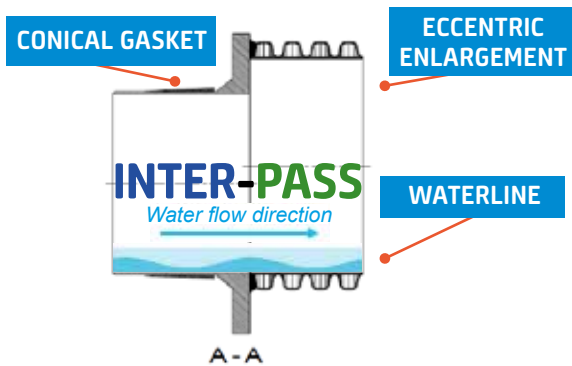 CONICAL GASKET
ECCENTRIC
ENLARGEMENT
INTER-PASS
WATERLINE
Water flow direction
A - A